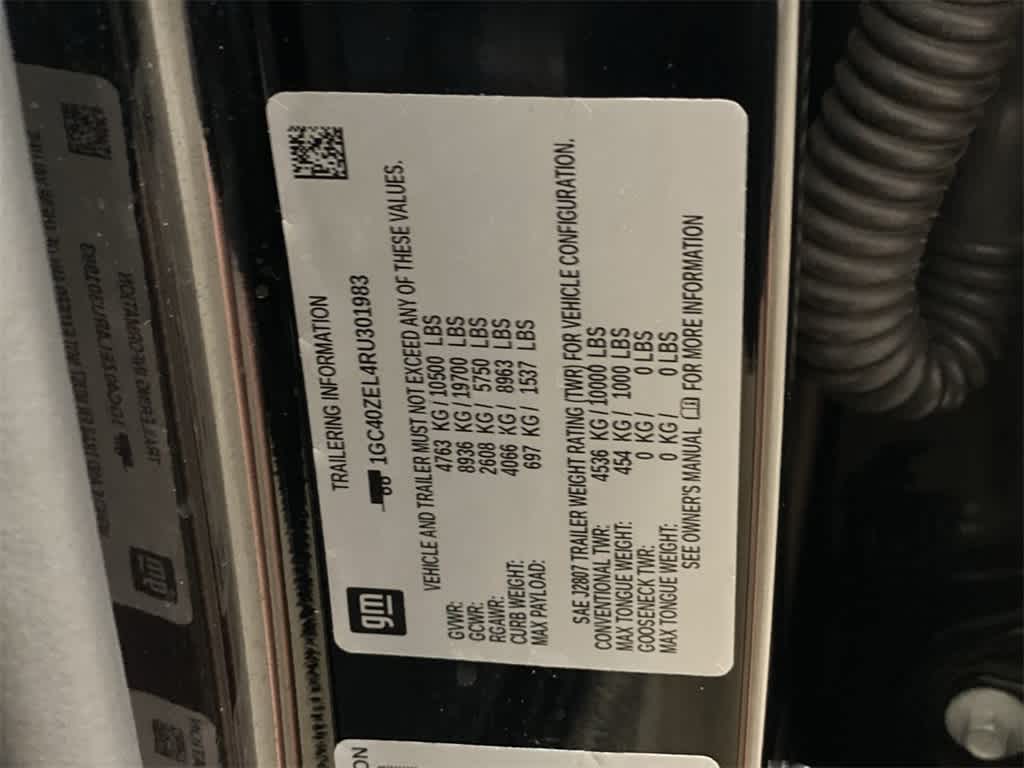 gm
TRAILERING INFORMATION
1GC40ZEL4RU301983
VEHICLE AND TRAILER MUST NOT EXCEED ANY OF THESE VALUES.
GVWR: 4763 KG/ 10500 LBS
GCWR: 8936 KG/ 19700 LBS
RGAWR: 2608 KG/ 5750 LBS
CURB WEIGHT: 4066 KG/ 8963 LBS
MAX PAYLOAD: 697 KG/ 1537 LBS
SAE J2807 TRAILER WEIGHT RATING (TWR) FOR VEHICLE CONFIGURATION.
CONVENTIONAL TWR: 4536 KG/ 10000 LBS
MAX TONGUE WEIGHT: 454 KG/ 1000 LBS
GOOSENECK TWR: 0 KG/ 0 LBS
MAX TONGUE WEIGHT: 0 KG/ 0 LBS
SEE OWNER'S MANUAL FOR MORE INFORMATION
ON